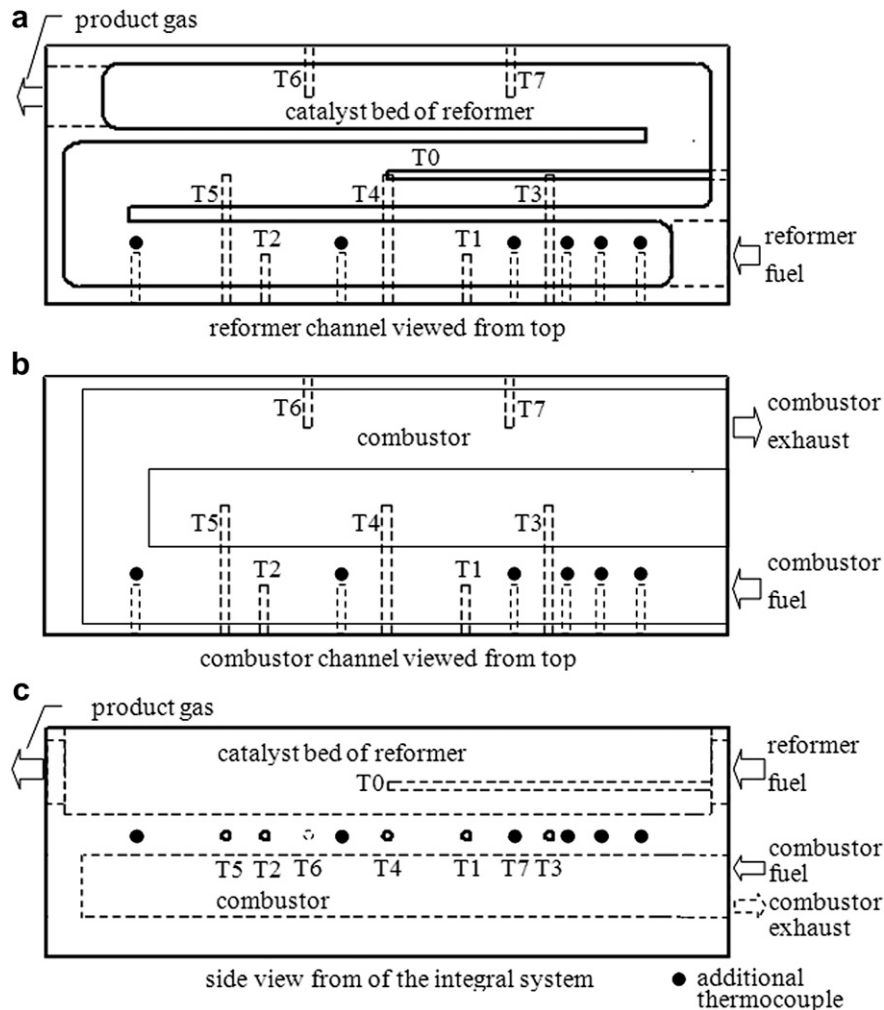 a
product gas
T6
T7
catalyst bed of reformer
T0
T5
T4
T3
T2
T1
reformer
fuel
reformer channel viewed from top
b
T6
T7
combustor
exhaust
combustor
T5
T4
T3
T2
T1
combustor
fuel
combustor channel viewed from top
c
product gas
catalyst bed of reformer
reformer
fuel
T0
T5
T2
T6
T4
T1
T7
T3
combustor
fuel
combustor
combustor
exhaust
side view from of the integral system
additional
thermocouple